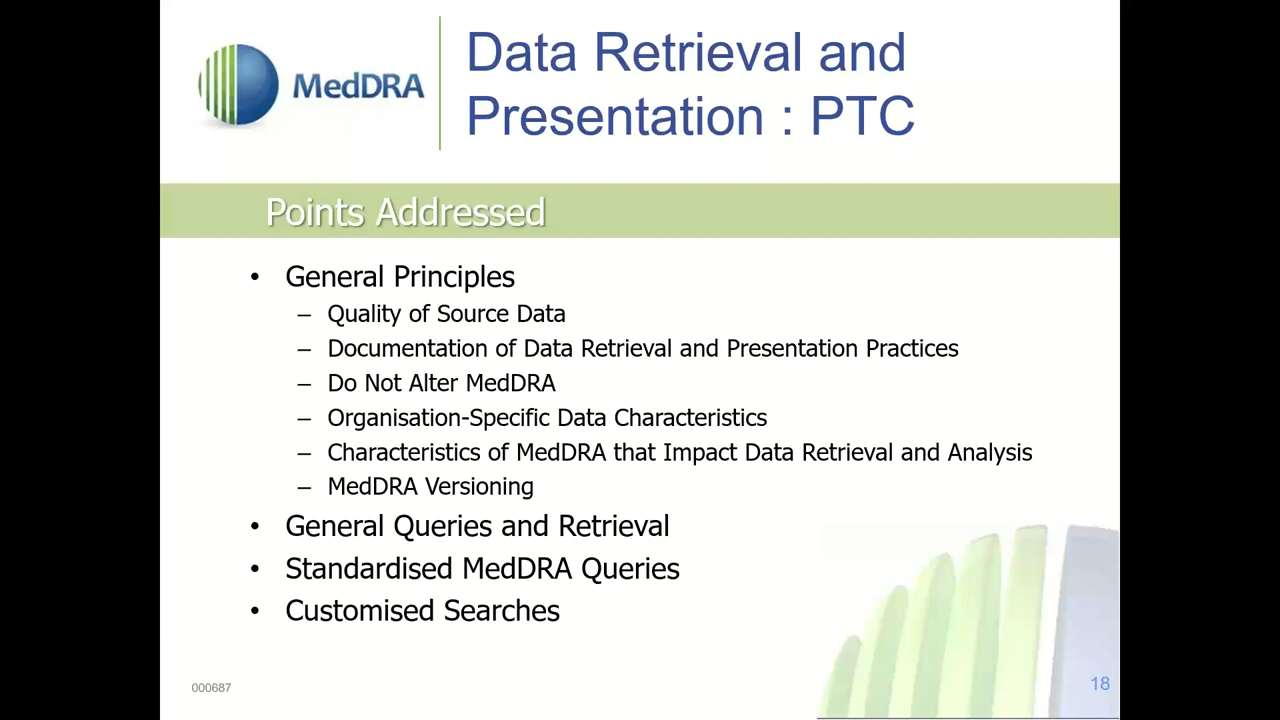 MedDRA
Data Retrieval and
Presentation : PTC
Points Addressed
• General Principles
– Quality of Source Data
– Documentation of Data Retrieval and Presentation Practices
– Do Not Alter MedDRA
– Organisation-Specific Data Characteristics
– Characteristics of MedDRA that Impact Data Retrieval and Analysis
– MedDRA Versioning
• General Queries and Retrieval
• Standardised MedDRA Queries
• Customised Searches
000687
18